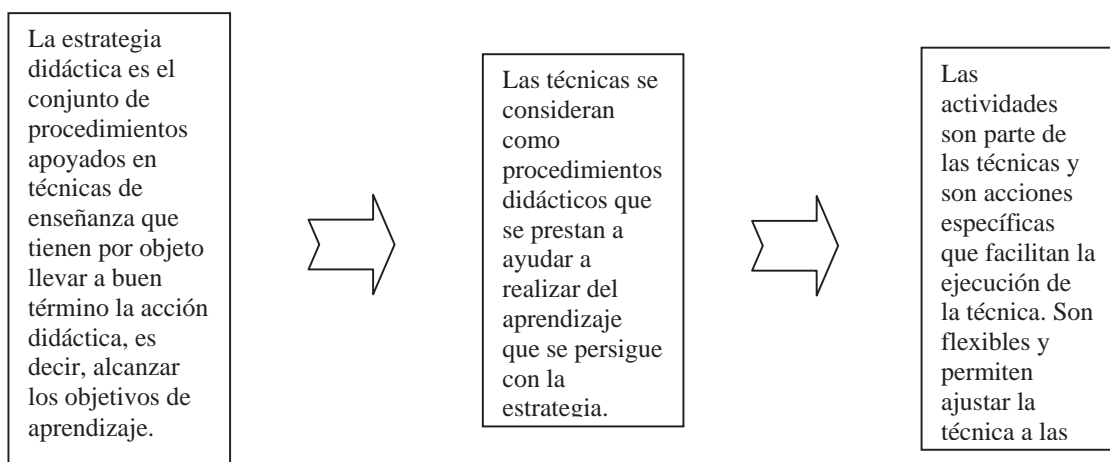 La estrategia
didáctica es el
conjunto de
procedimientos
apoyados en
técnicas de
enseñanza que
tienen por objeto
llevar a buen
término la acción
didáctica, es
decir, alcanzar
los objetivos de
aprendizaje.
Las técnicas se
consideran
como
procedimientos
didácticos que
se prestan a
ayudar a
realizar del
aprendizaje
que se persigue
con la
estrategia.
Las
actividades
son parte de
las técnicas y
son acciones
específicas
que facilitan la
ejecución de
la técnica. Son
flexibles y
permiten
ajustar la
técnica a las